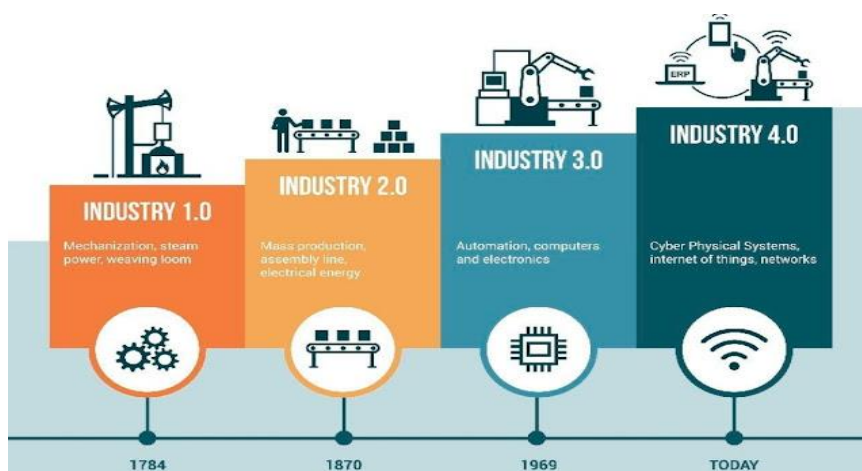 ERP
INDUSTRY 1.0
Mechanization, steam
power, weaving loom
INDUSTRY 2.0
Mass production,
assembly line,
electrical energy
INDUSTRY 3.0
Automation, computers
and electronics
INDUSTRY 4.0
Cyber Physical Systems,
internet of things, networks
1784
1870
1969
TODAY